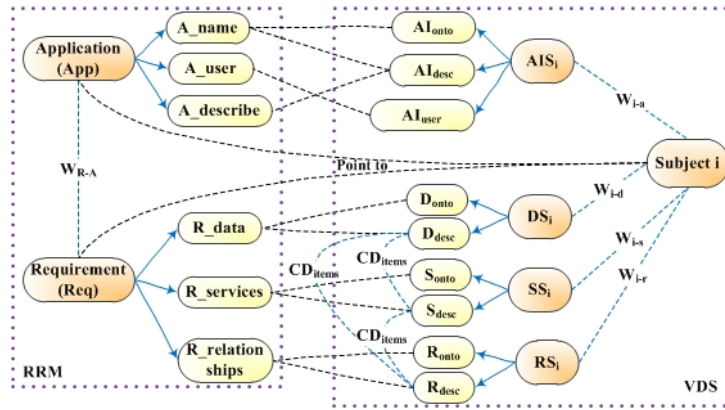 Application
(App)
A_name
A_user
A_describe
AIonto
AIdesc
AIuser
AISi
Wi-a
WR-A
Point to
Subject i
Wi-d
Wi-s
Wi-r
Requirement
(Req)
R_data
R_services
R_relation
ships
Donto
Ddesc
DSi
CDitems
CDitems
Sonto
Sdesc
SSi
CDitems
Ronto
Rdesc
RSi
RRM
VDS